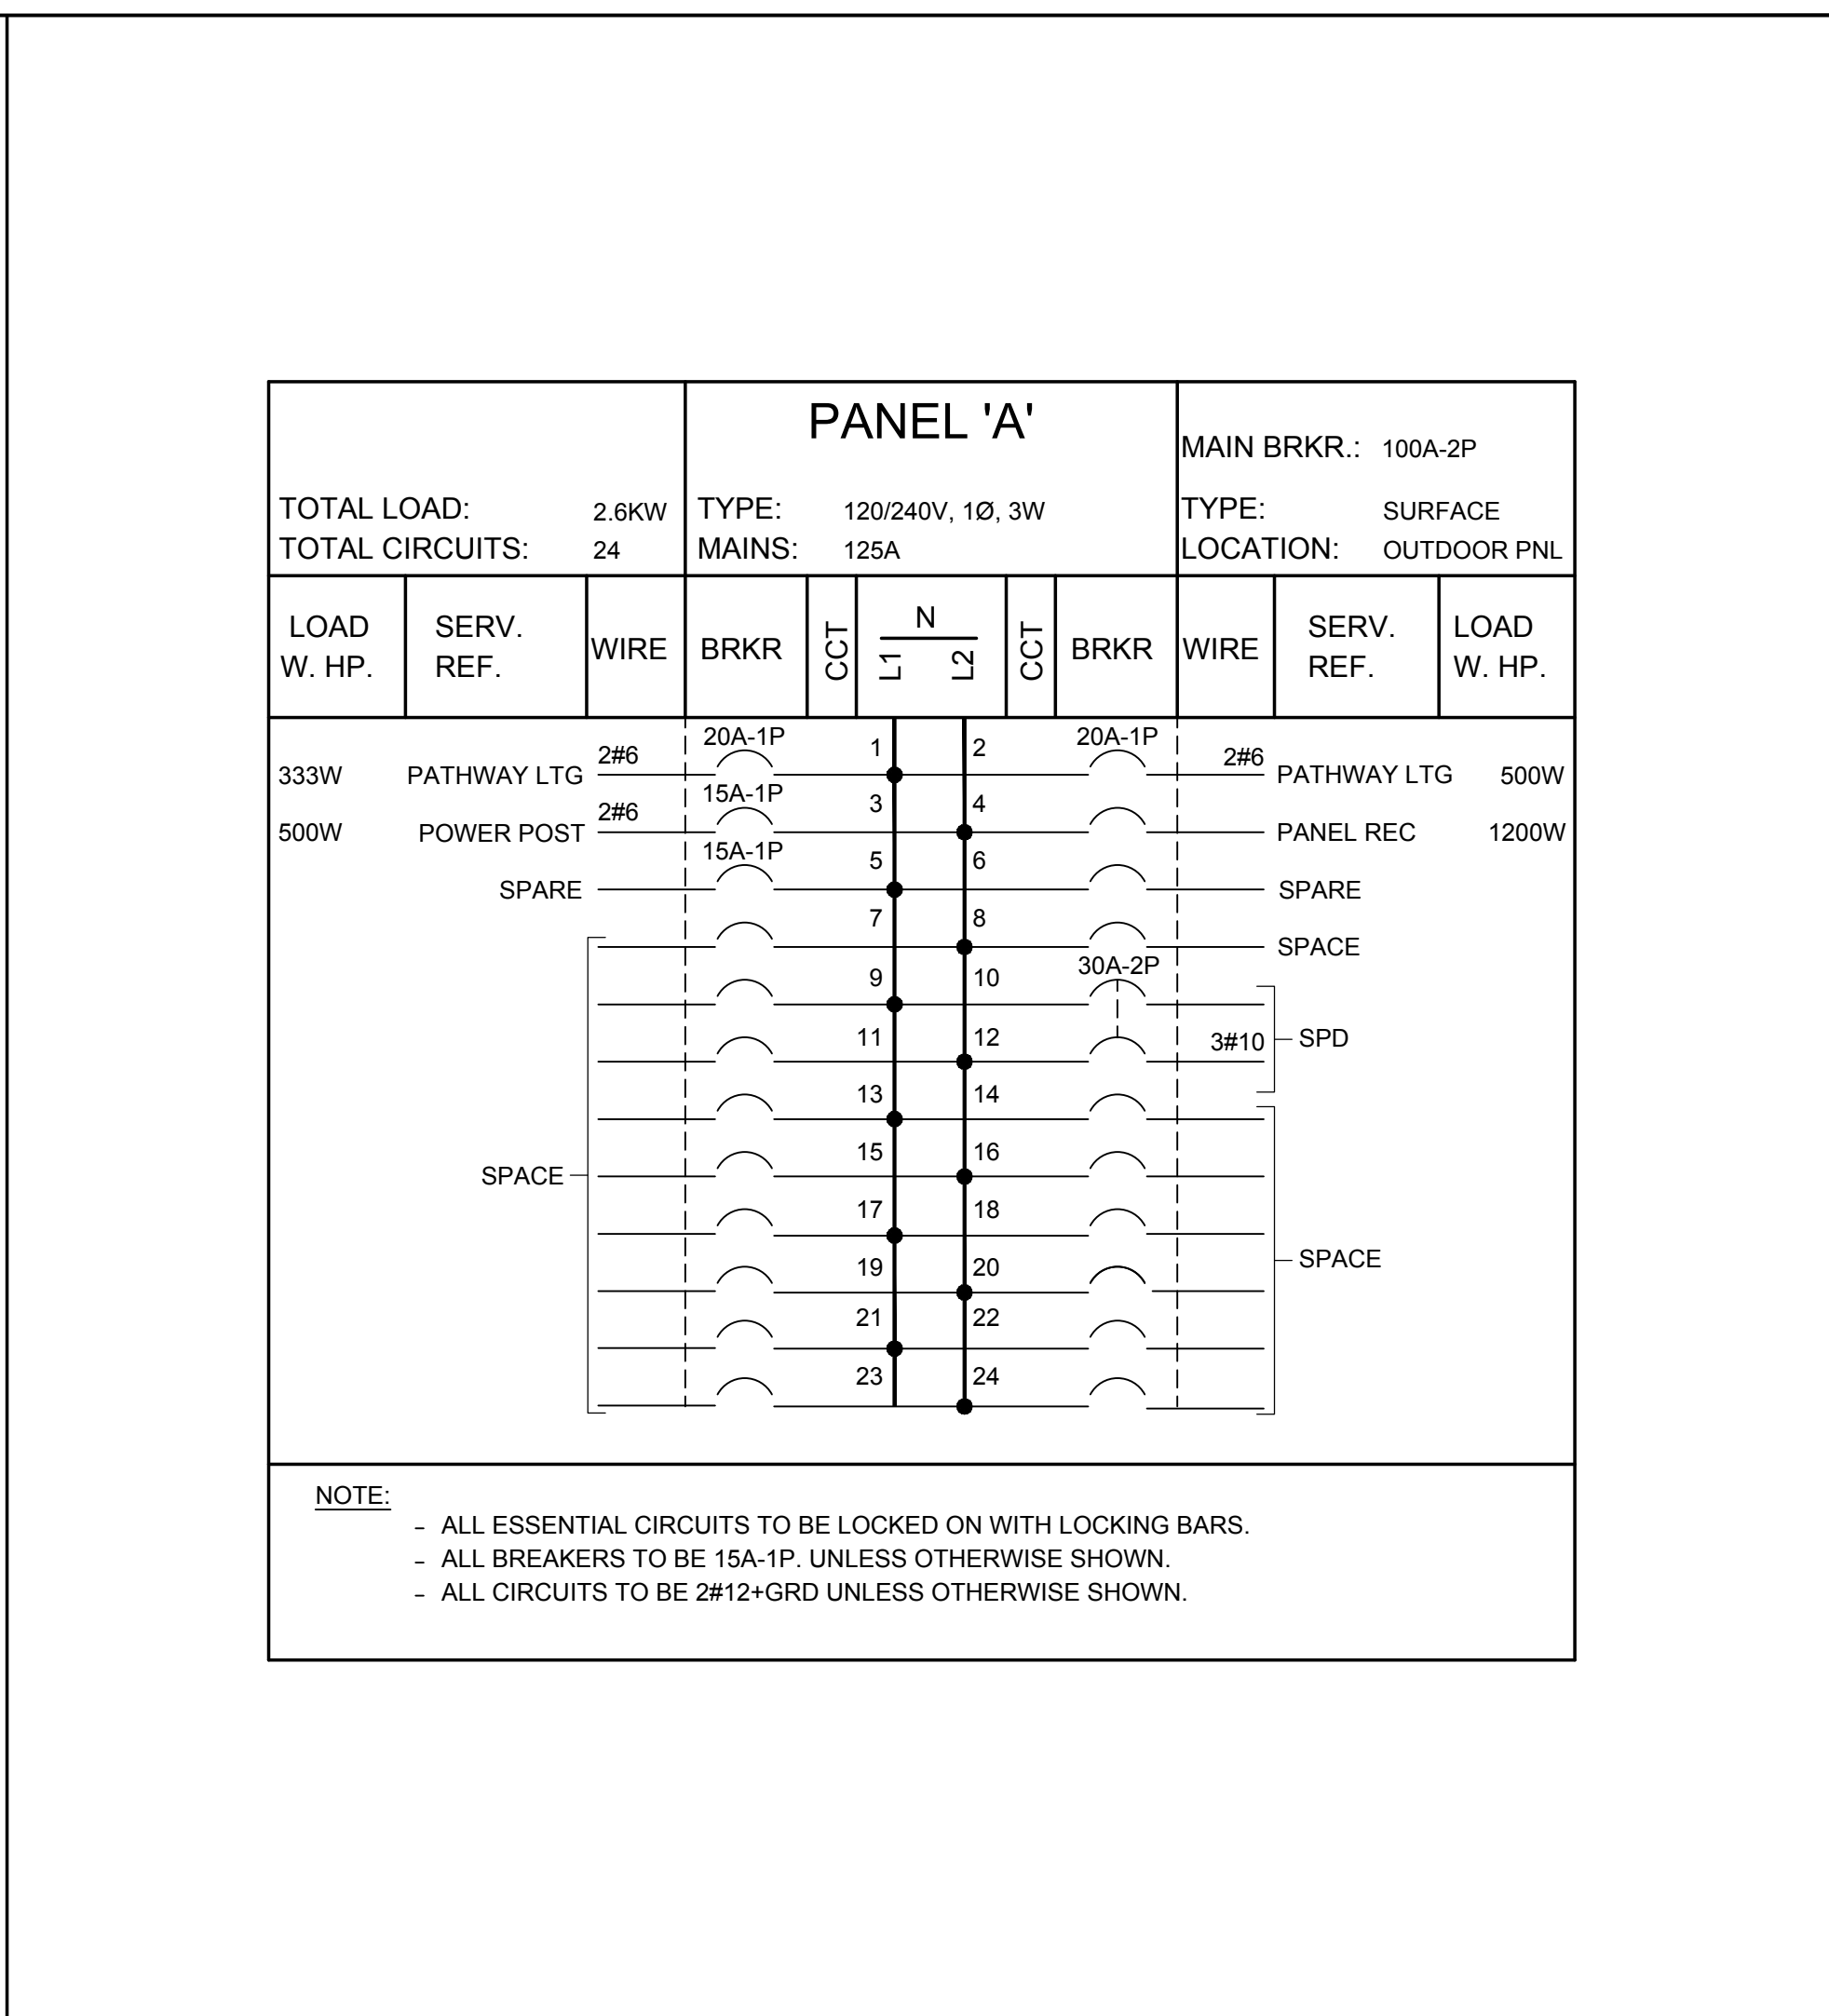 PANEL 'A'
MAIN BRKR.: 100A-2P
TOTAL LOAD: 2.6KW TYPE: 120/240V, 1Ø, 3W TYPE: SURFACE
TOTAL CIRCUITS: 24 MAINS: 125A LOCATION: OUTDOOR PNL
LOAD W. HP. SERV. REF. WIRE BRKR CCT L1 N L2 CCT BRKR WIRE SERV. REF. LOAD W. HP.
333W PATHWAY LTG 2#6 20A-1P 1 2 20A-1P 2#6 PATHWAY LTG 500W
500W POWER POST 2#6 15A-1P 3 4 PANEL REC 1200W
SPARE 15A-1P 5 6 SPARE
7 8 SPACE
9 10 30A-2P
11 12 3#10 SPD
13 14
SPACE 15 16
17 18
19 20 SPACE
21 22
23 24
NOTE:
- ALL ESSENTIAL CIRCUITS TO BE LOCKED ON WITH LOCKING BARS.
- ALL BREAKERS TO BE 15A-1P. UNLESS OTHERWISE SHOWN.
- ALL CIRCUITS TO BE 2#12+GRD UNLESS OTHERWISE SHOWN.